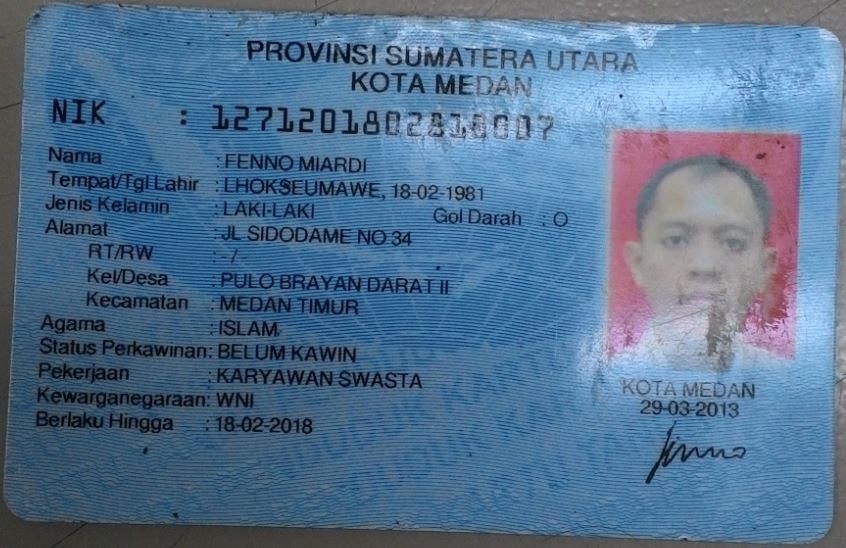 PROVINSI SUMATERA UTARA
KOTA MEDAN
NIK : 1271201802810007
Nama : FENNO MIARDI
Tempat/Tgl Lahir : LHOKSEUMAWE, 18-02-1981
Jenis Kelamin : LAKI-LAKI Gol Darah : O
Alamat : JL SIDODAME NO 34
RT/RW : - /
Kel/Desa : PULO BRAYAN DARAT II
Kecamatan : MEDAN TIMUR
Agama : ISLAM
Status Perkawinan: BELUM KAWIN
Pekerjaan : KARYAWAN SWASTA
Kewarganegaraan: WNI
Berlaku Hingga : 18-02-2018
KOTA MEDAN
29-03-2013